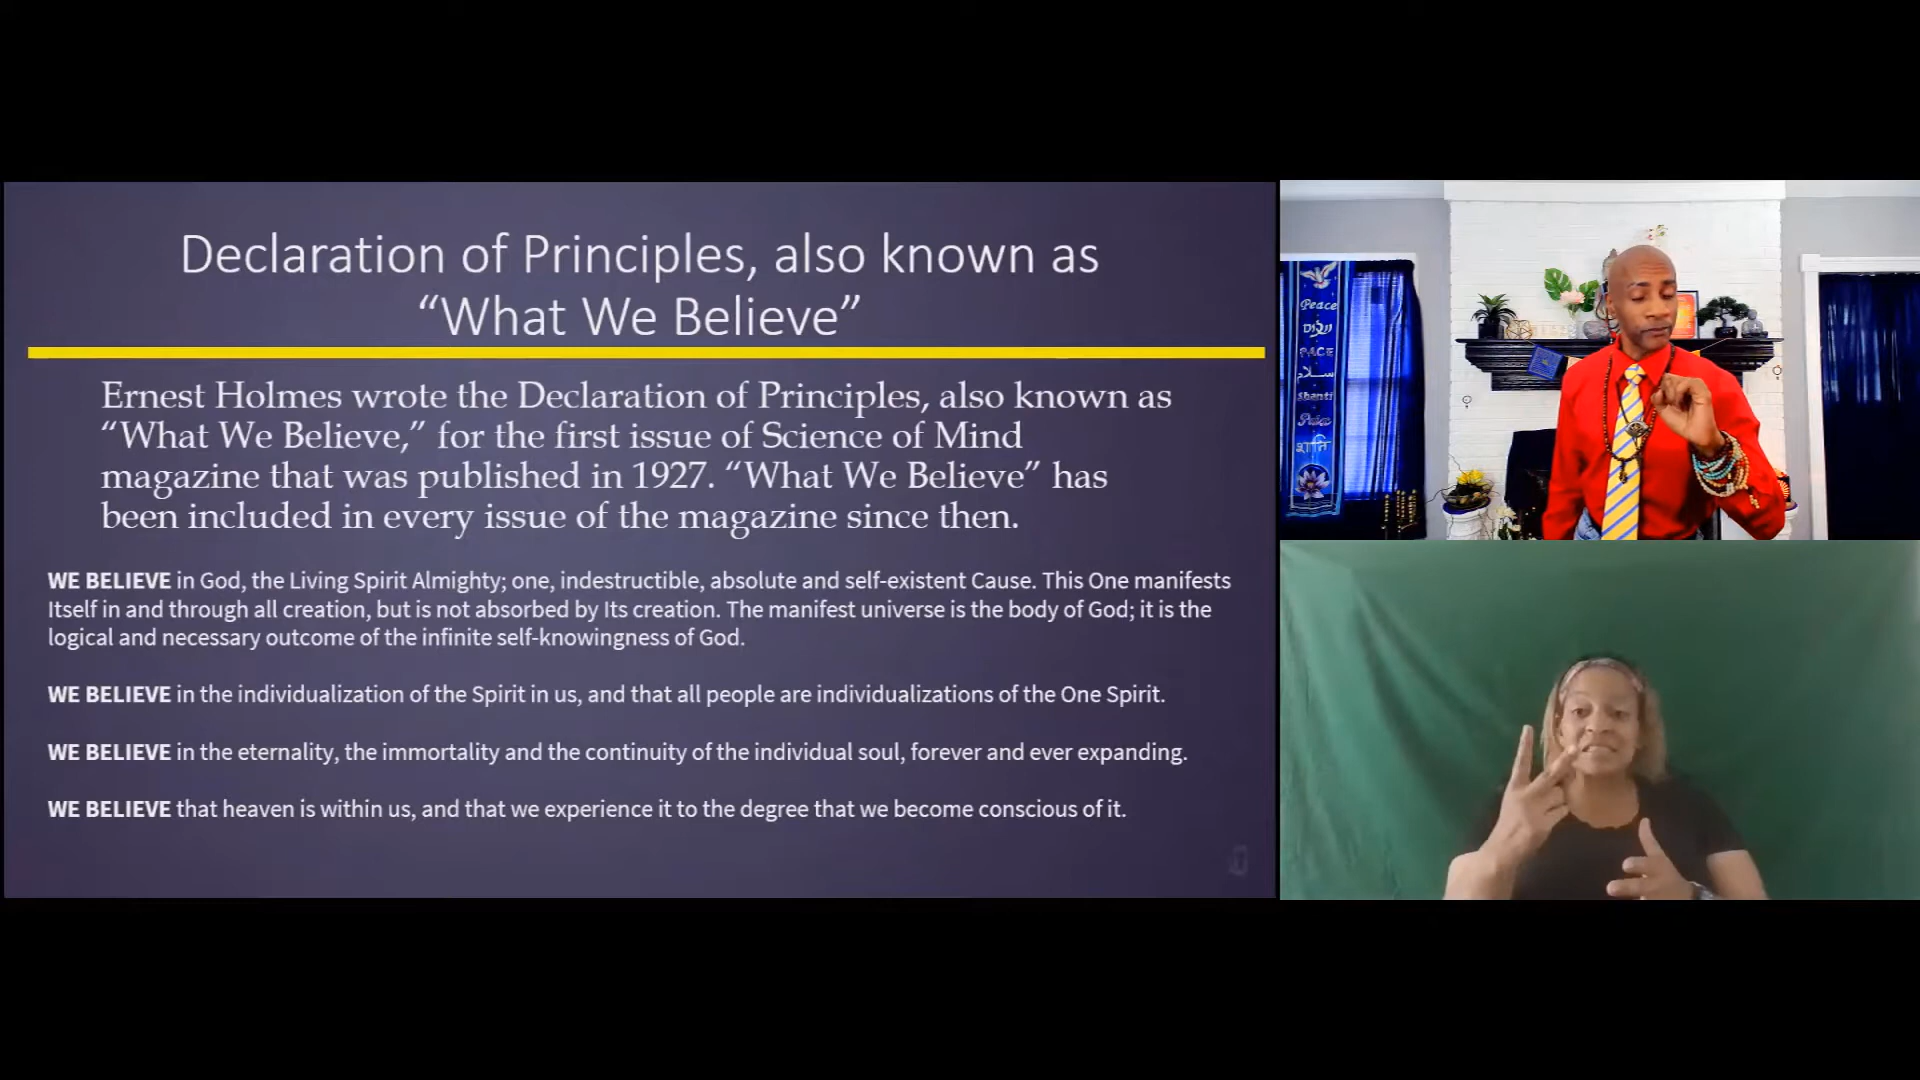 Declaration of Principles, also known as
“What We Believe”
Ernest Holmes wrote the Declaration of Principles, also known as
“What We Believe,” for the first issue of Science of Mind
magazine that was published in 1927. “What We Believe” has
been included in every issue of the magazine since then.
WE BELIEVE in God, the Living Spirit Almighty; one, indestructible, absolute and self-existent Cause. This One manifests
Itself in and through all creation, but is not absorbed by Its creation. The manifest universe is the body of God; it is the
logical and necessary outcome of the infinite self-knowingness of God.
WE BELIEVE in the individualization of the Spirit in us, and that all people are individualizations of the One Spirit.
WE BELIEVE in the eternality, the immortality and the continuity of the individual soul, forever and ever expanding.
WE BELIEVE that heaven is within us, and that we experience it to the degree that we become conscious of it.
Peace
PACE
سلام
Shanti